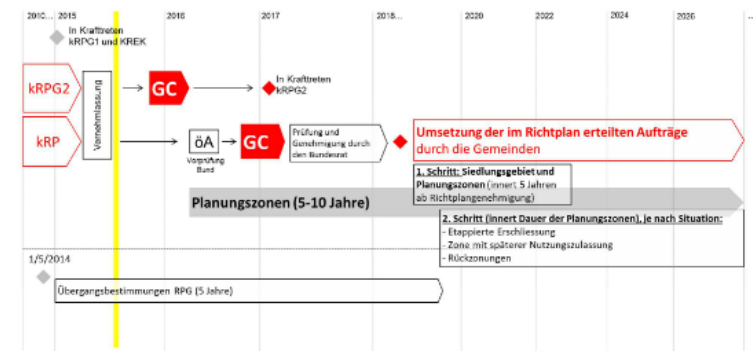 2010... 2015 2016 2017 2018... 2020 2022 2024 2026 ...
In Krafttreten
kRPG1 und KREK
kRPG2
Vernehmlassung
GC
In Krafttreten
kRPG2
kRP
öA
Vorprüfung
Bund
GC
Prüfung und
Genehmigung durch
den Bundesrat
Umsetzung der im Richtplan erteilten Aufträge
durch die Gemeinden
1. Schritt: Siedlungsgebiet und
Planungszonen (innert 5 Jahren
ab Richtplangenehmigung)
Planungszonen (5-10 Jahre)
2. Schritt (innert Dauer der Planungszonen), je nach Situation:
- Etappierte Erschliessung
- Zone mit späterer Nutzungszulassung
- Rückzonungen
1/5/2014
Übergangsbestimmungen RPG (5 Jahre)